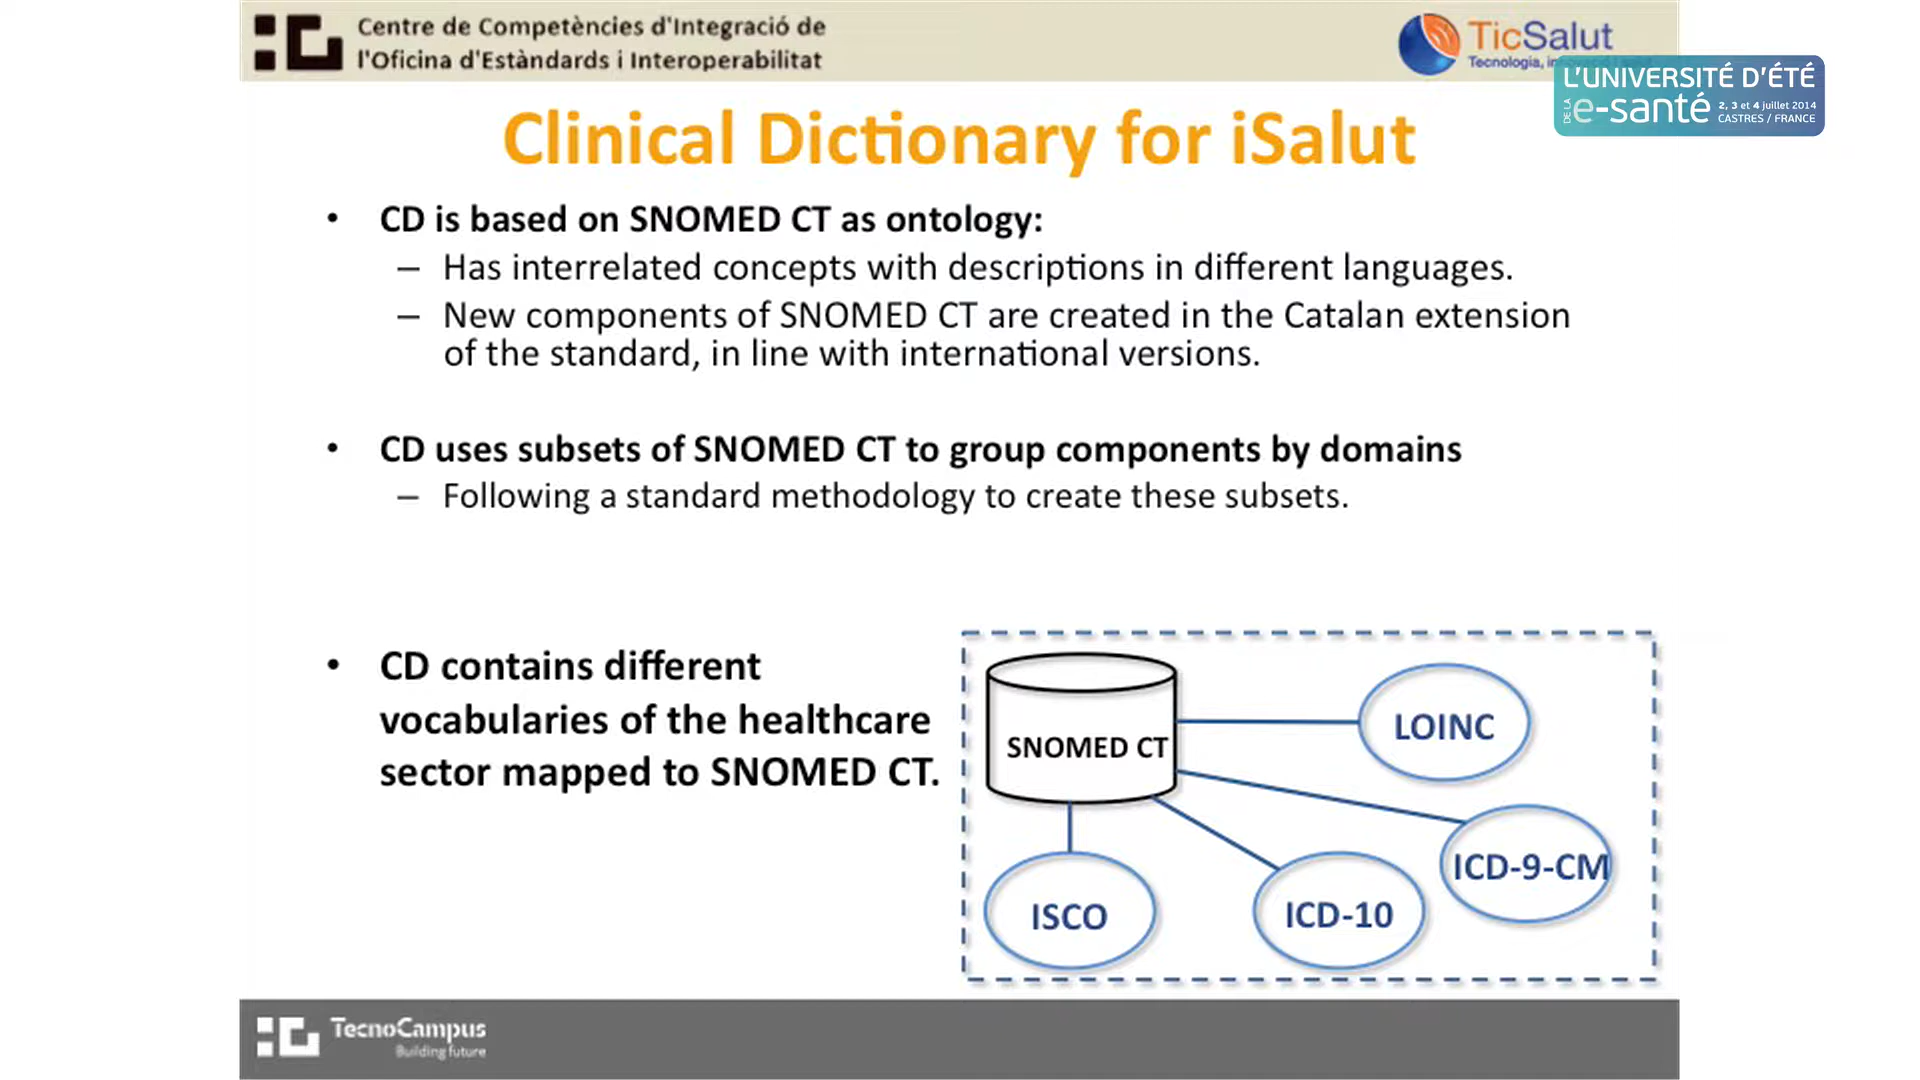 Centre de Competències d'Integració de
l'Oficina d'Estàndards i Interoperabilitat
TicSalut
Tecnologia,
L'UNIVERSITÉ D'ÉTÉ
DE LA e-santé
2, 3 et 4 juillet 2014
CASTRES / FRANCE
Clinical Dictionary for iSalut
• CD is based on SNOMED CT as ontology:
– Has interrelated concepts with descriptions in different languages.
– New components of SNOMED CT are created in the Catalan extension
of the standard, in line with international versions.
• CD uses subsets of SNOMED CT to group components by domains
– Following a standard methodology to create these subsets.
• CD contains different
vocabularies of the healthcare
sector mapped to SNOMED CT.
SNOMED CT
LOINC
ICD-9-CM
ICD-10
ISCO
TecnoCampus
Building future